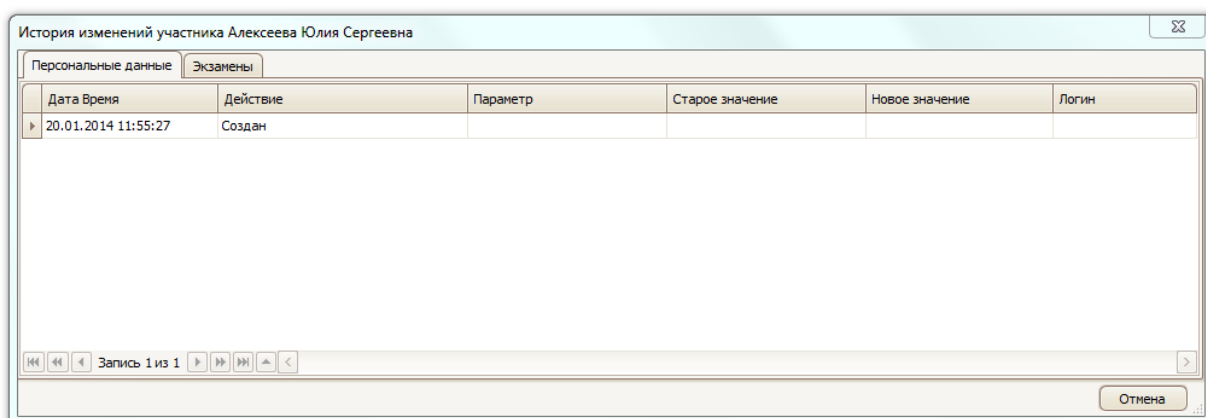 История изменений участника Алексеева Юлия Сергеевна
Персональные данные Экзамены
Дата Время Действие Параметр Старое значение Новое значение Логин
20.01.2014 11:55:27 Создан
Запись 1 из 1
Отмена